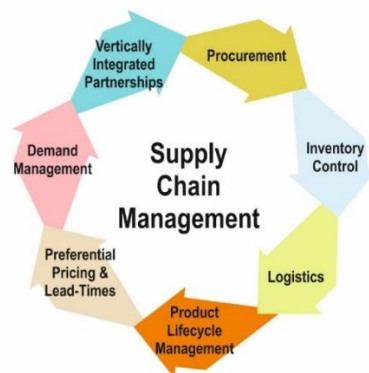 Supply
Chain
Management
Vertically
Integrated
Partnerships
Procurement
Inventory
Control
Logistics
Product
Lifecycle
Management
Preferential
Pricing &
Lead-Times
Demand
Management